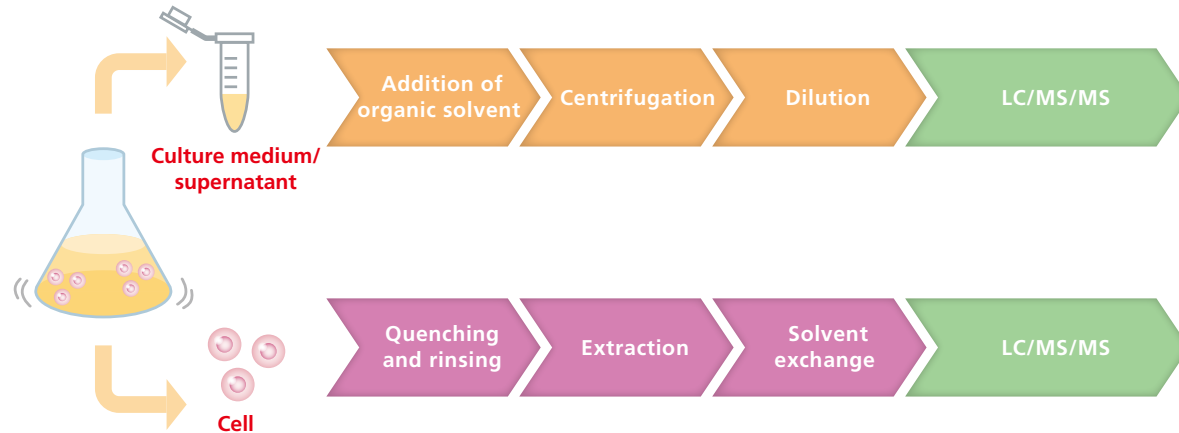 Addition of
organic solvent
Centrifugation
Dilution
LC/MS/MS
Culture medium/
supernatant
Quenching
and rinsing
Extraction
Solvent
exchange
LC/MS/MS
Cell